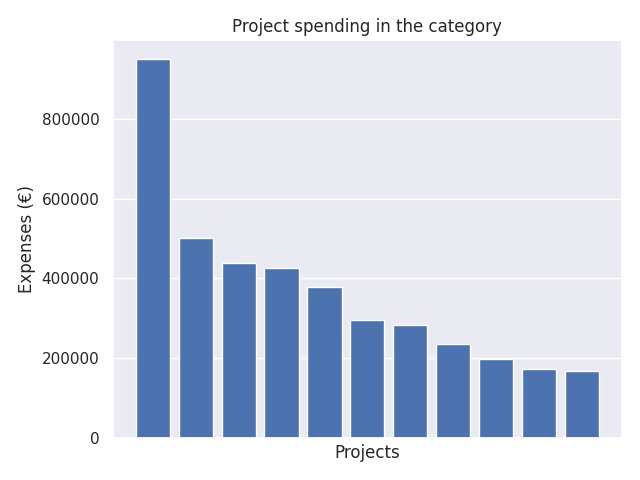 Project spending in the category
Expenses (€)
800000
600000
400000
200000
0
Projects